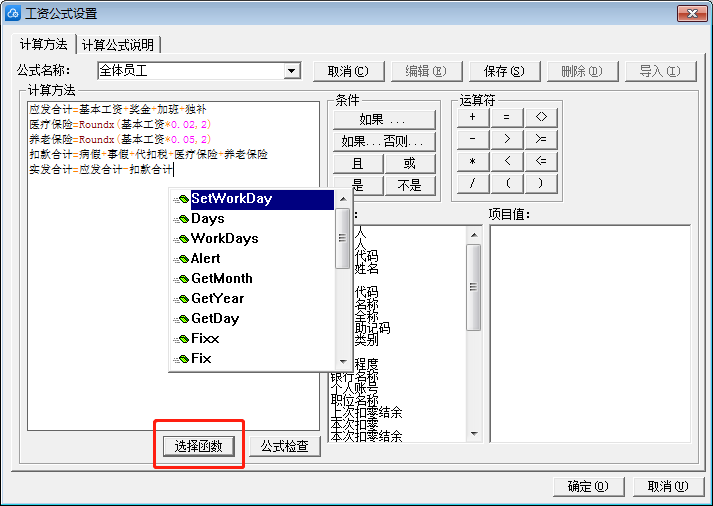 工资公式设置
计算方法 计算公式说明
公式名称: 全体员工 取消(C) 编辑(E) 保存(S) 删除(D) 导入(I)
计算方法
应发合计=基本工资+奖金+加班+独补
医疗保险=Roundx(基本工资*0.02,2)
养老保险=Roundx(基本工资*0.05,2)
扣款合计=病假+事假+代扣税+医疗保险+养老保险
实发合计=应发合计-扣款合计
SetWorkDay
Days
WorkDays
Alert
GetMonth
GetYear
GetDay
Fixx
Fix
选择函数 公式检查
条件
如果 ...
如果...否则...
且 或
是 不是
运算符
+ = <>
- > >=
* < <=
/ ( )
:
人
人
代码
姓名
代码
名称
全称
助记码
类别
程度
银行名称
个人账号
职位名称
上次扣零结余
本次扣零
本次扣零结余
项目值:
确定(O) 取消(U)